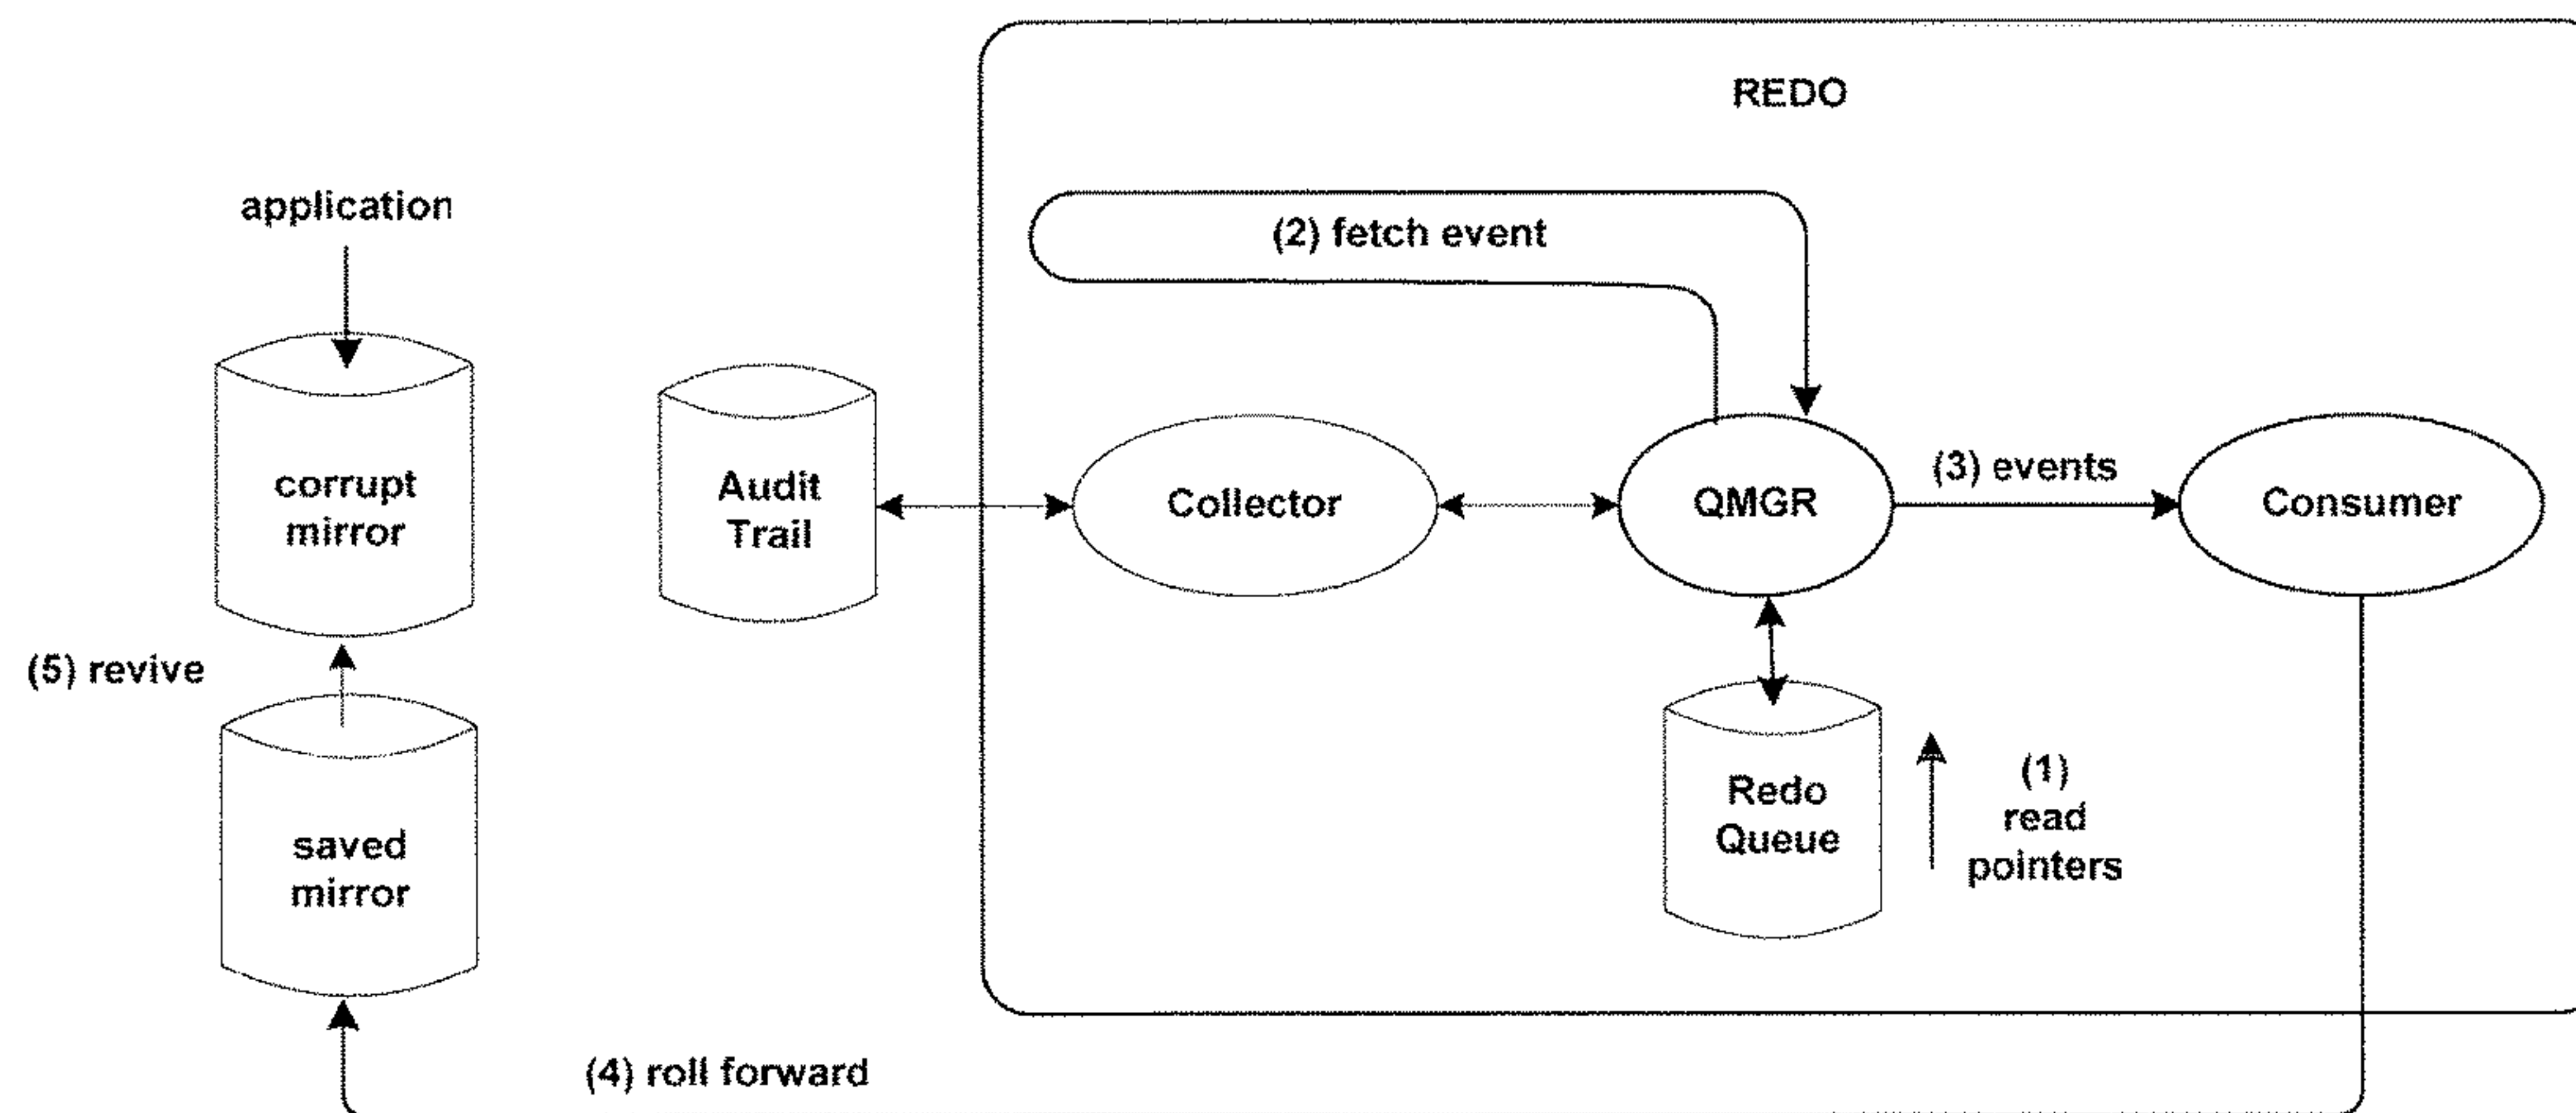 REDO
application
(2) fetch event
corrupt
mirror
Audit
Trail
Collector
QMGR
(3) events
Consumer
(5) revive
saved
mirror
Redo
Queue
(1)
read
pointers
(4) roll forward